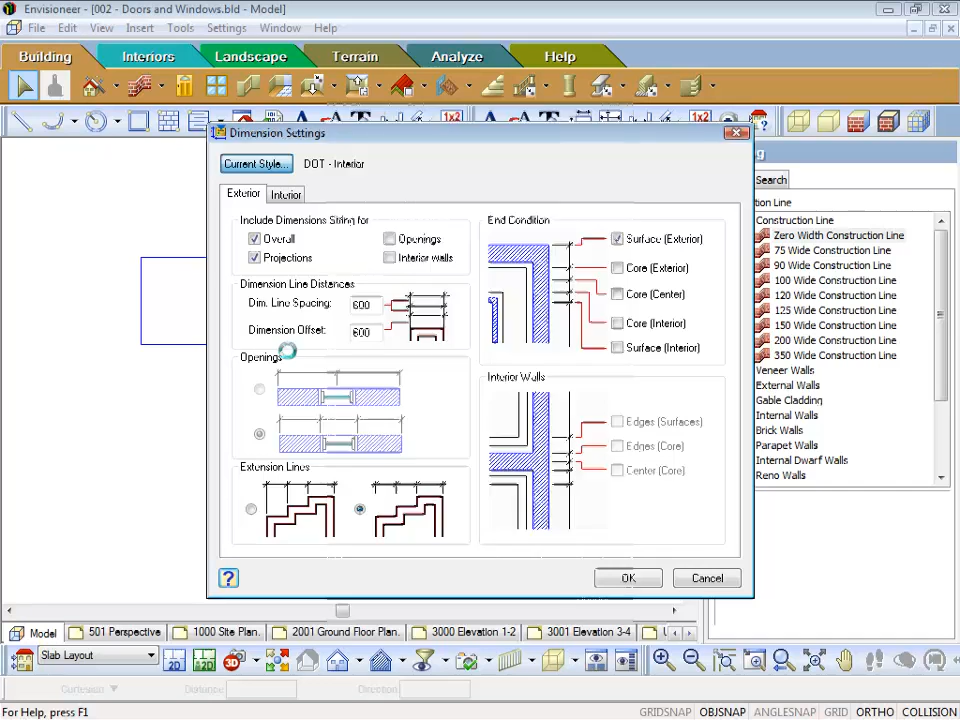 Envisioneer - [002 - Doors and Windows.bld - Model]
File Edit View Insert Tools Settings Window Help
Building Interiors Landscape Terrain Analyze Help
1x2 1x2
Dimension Settings
Current Style... DOT - Interior
Search
Exterior Interior
Include Dimensions String for
Overall Openings
Projections Interior walls
Dimension Line Distances
Dim. Line Spacing: 600
Dimension Offset: 600
Openings
Extension Lines
End Condition
Surface (Exterior)
Core (Exterior)
Core (Center)
Core (Interior)
Surface (Interior)
Interior Walls
Edges (Surfaces)
Edges (Core)
Center (Core)
OK Cancel
Construction Line
Zero Width Construction Line
75 Wide Construction Line
90 Wide Construction Line
100 Wide Construction Line
120 Wide Construction Line
125 Wide Construction Line
150 Wide Construction Line
200 Wide Construction Line
350 Wide Construction Line
Veneer Walls
External Walls
Gable Cladding
Internal Walls
Brick Walls
Parapet Walls
Internal Dwarf Walls
Reno Walls
Model 501 Perspective 1000 Site Plan. 2001 Ground Floor Plan. 3000 Elevation 1-2 3001 Elevation 3-4
Slab Layout 2D 2D 3D
Cartesian Distance: Direction:
For Help, press F1 GRIDSNAP OBJSNAP ANGLESNAP GRID ORTHO COLLISION